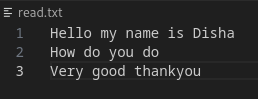 read.txt
1 Hello my name is Disha
2 How do you do
3 Very good thankyou